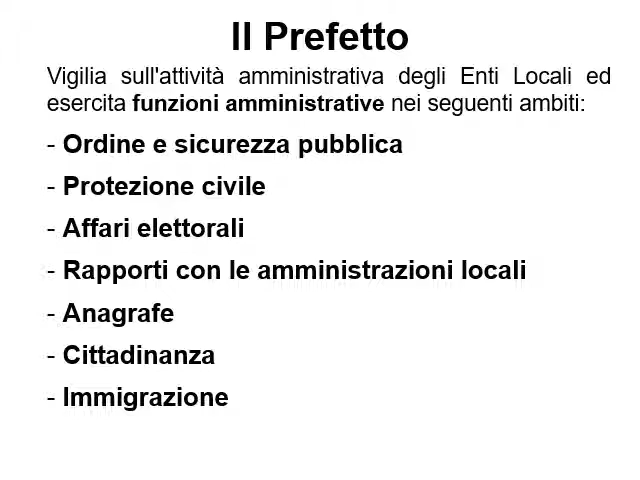 Il Prefetto
Vigilia sull'attività amministrativa degli Enti Locali ed
esercita funzioni amministrative nei seguenti ambiti:
- Ordine e sicurezza pubblica
- Protezione civile
- Affari elettorali
- Rapporti con le amministrazioni locali
- Anagrafe
- Cittadinanza
- Immigrazione